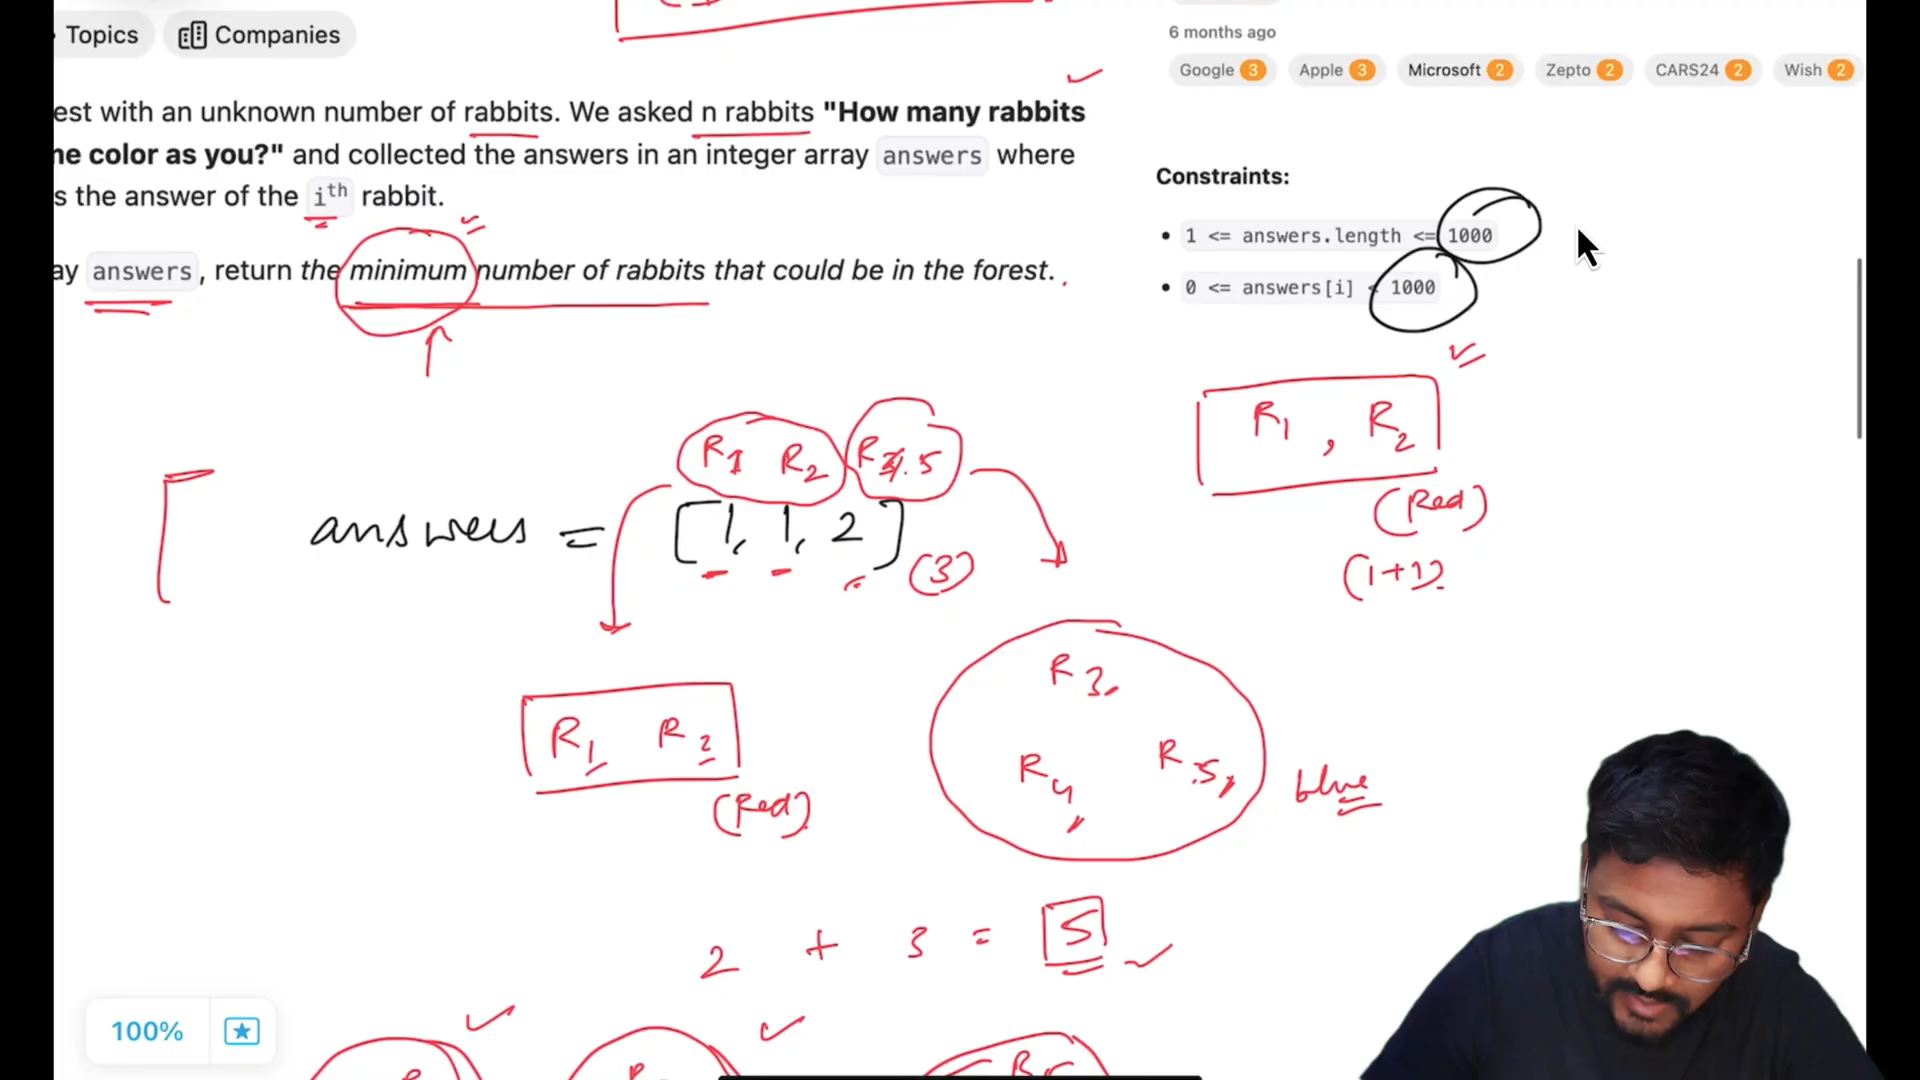 Topics Companies
6 months ago
Google 3 Apple 3 Microsoft 2 Zepto 2 CARS24 2 Wish 2
est with an unknown number of rabbits. We asked n rabbits "How many rabbits
ne color as you?" and collected the answers in an integer array answers where
s the answer of the ith rabbit.
ay answers, return the minimum number of rabbits that could be in the forest.
Constraints:
• 1 <= answers.length <= 1000
• 0 <= answers[i] < 1000
R1, R2
(Red)
(1+1)
R1 R2
answers = [1, 1, 2]
(3)
R1 R2
(Red)
R3,
R4, R5,
blue
2 + 3 = 5
100%